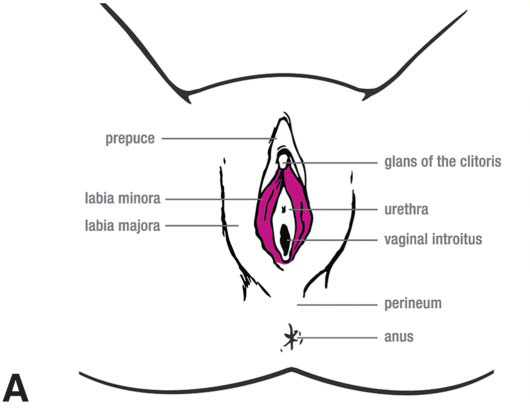 prepuce
glans of the clitoris
labia minora
urethra
labia majora
vaginal introitus
perineum
anus
A